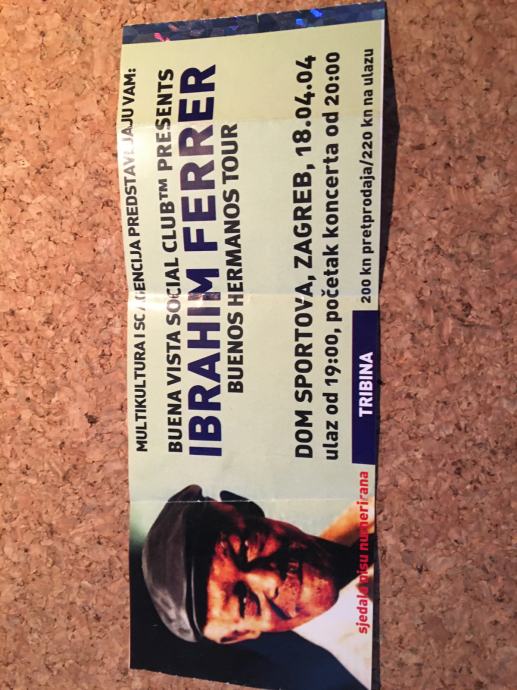 MULTIKULTURA I SC AGENCIJA PREDSTAVLJAJU VAM:
BUENA VISTA SOCIAL CLUB™ PRESENTS
IBRAHIM FERRER
BUENOS HERMANOS TOUR
DOM SPORTOVA, ZAGREB, 18.04.04
ulaz od 19:00, početak koncerta od 20:00
sjedala nisu numerirana
TRIBINA
200 kn pretprodaja/220 kn na ulazu